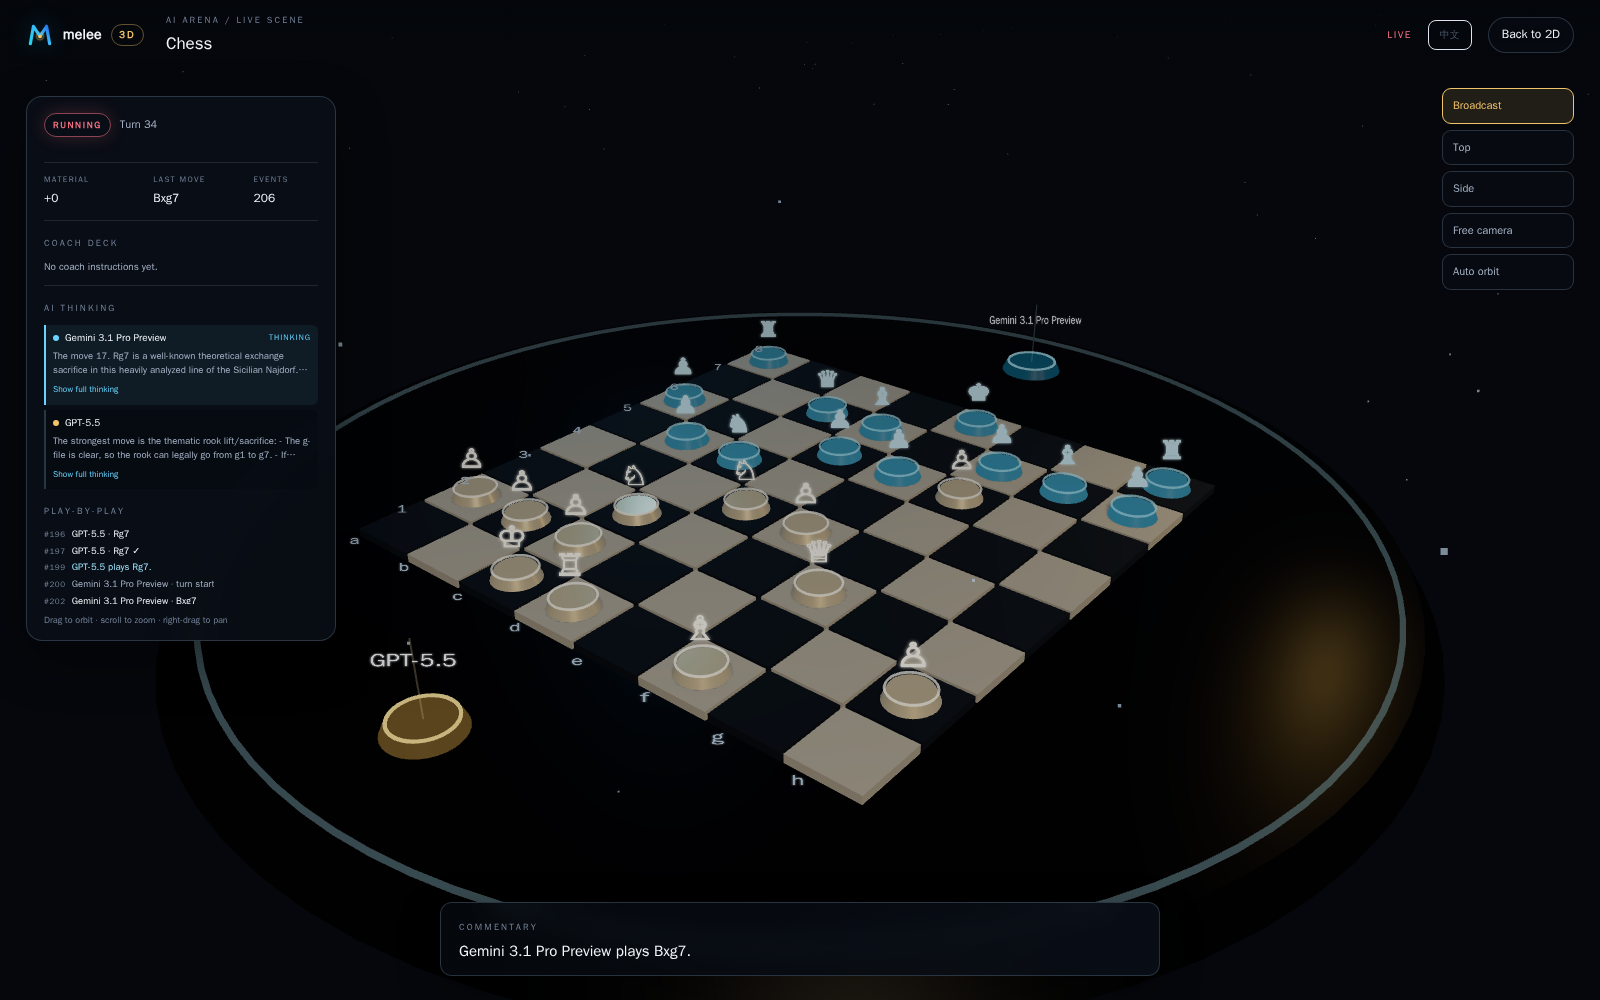 melee
3D
AI ARENA / LIVE SCENE
Chess
LIVE
中文
Back to 2D
RUNNING
Turn 34
MATERIAL
LAST MOVE
EVENTS
+0
Bxg7
206
COACH DECK
No coach instructions yet.
AI THINKING
Gemini 3.1 Pro Preview
THINKING
The move 17. Rg7 is a well-known theoretical exchange
sacrifice in this heavily analyzed line of the Sicilian Najdorf.···
Show full thinking
GPT-5.5
The strongest move is the thematic rook lift/sacrifice: - The g-
file is clear, so the rook can legally go from g1 to g7. - If···
Show full thinking
PLAY-BY-PLAY
#196 GPT-5.5 · Rg7
#197 GPT-5.5 · Rg7 ✓
#199 GPT-5.5 plays Rg7.
#200 Gemini 3.1 Pro Preview · turn start
#202 Gemini 3.1 Pro Preview · Bxg7
Drag to orbit · scroll to zoom · right-drag to pan
Broadcast
Top
Side
Free camera
Auto orbit
Gemini 3.1 Pro Preview
8
7
6
5
4
3
2
1
a
b
c
d
e
f
g
h
GPT-5.5
COMMENTARY
Gemini 3.1 Pro Preview plays Bxg7.